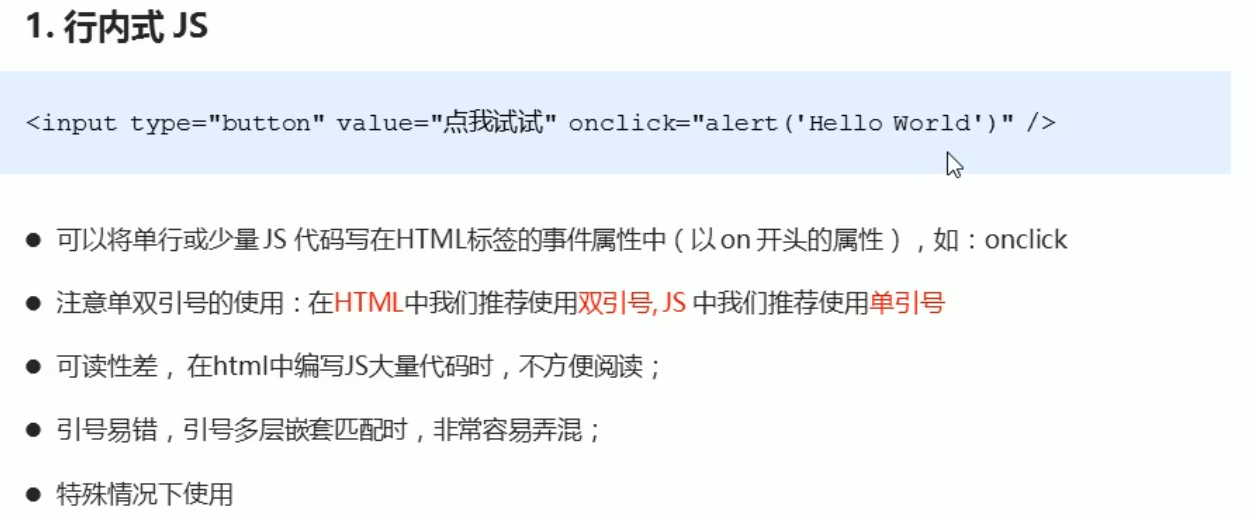 1. 行内式 JS
<input type="button" value="点我试试" onclick="alert('Hello World')" />
● 可以将单行或少量 JS 代码写在HTML标签的事件属性中（以 on 开头的属性），如：onclick
● 注意单双引号的使用：在HTML中我们推荐使用双引号, JS 中我们推荐使用单引号
● 可读性差， 在html中编写JS大量代码时，不方便阅读；
● 引号易错，引号多层嵌套匹配时，非常容易弄混；
● 特殊情况下使用